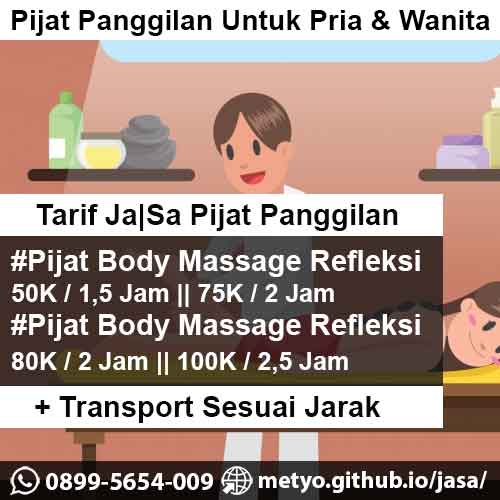 Pijat Panggilan Untuk Pria & Wanita
Tarif Ja|Sa Pijat Panggilan
#Pijat Body Massage Refleksi
50K / 1,5 Jam || 75K / 2 Jam
#Pijat Body Massage Refleksi
80K / 2 Jam || 100K / 2,5 Jam
+ Transport Sesuai Jarak
0899-5654-009 metyo.github.io/jasa/